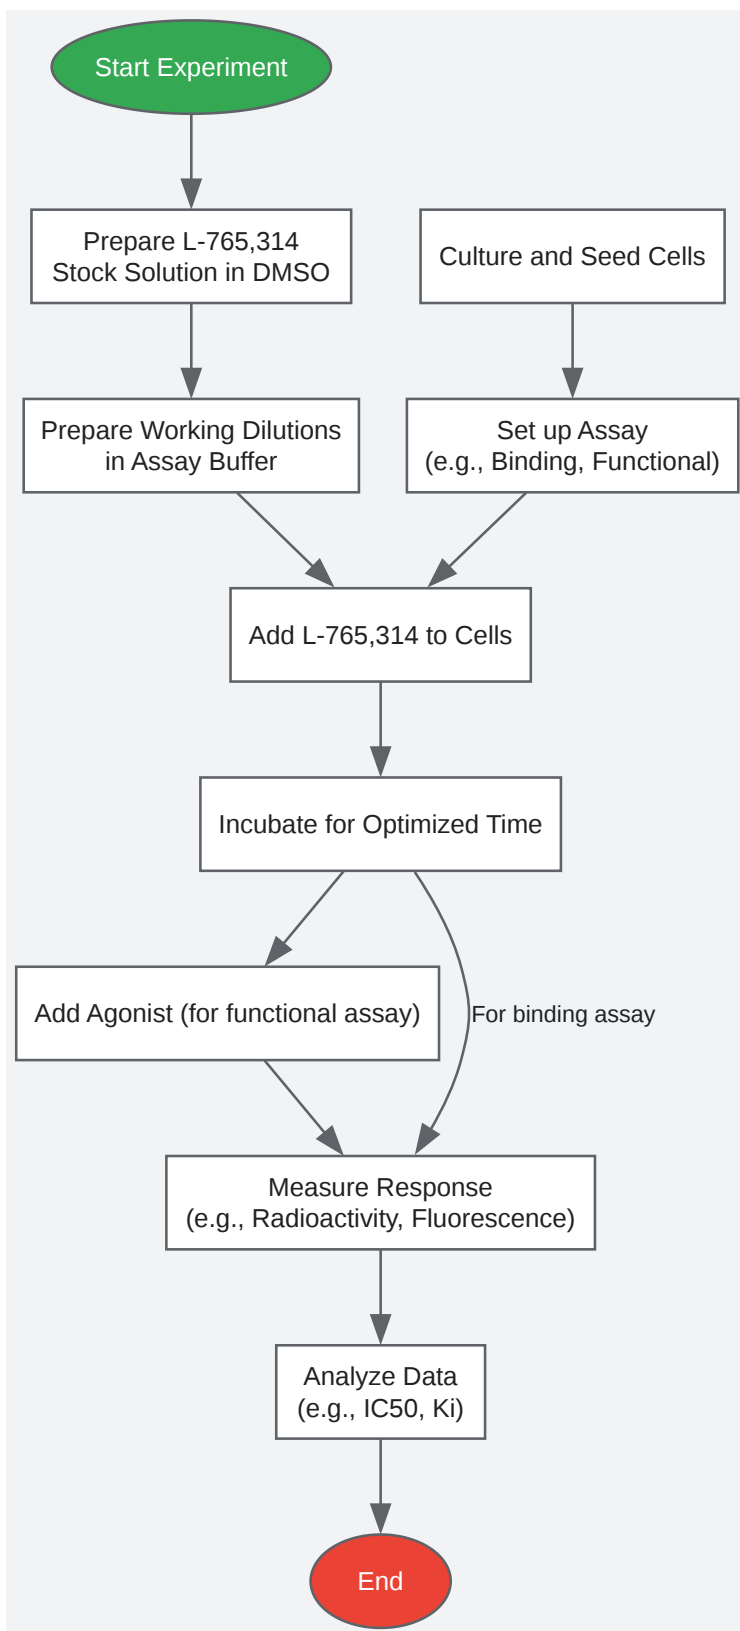 Start Experiment
Prepare L-765,314
Stock Solution in DMSO
Culture and Seed Cells
Prepare Working Dilutions
in Assay Buffer
Set up Assay
(e.g., Binding, Functional)
Add L-765,314 to Cells
Incubate for Optimized Time
Add Agonist (for functional assay)
For binding assay
Measure Response
(e.g., Radioactivity, Fluorescence)
Analyze Data
(e.g., IC50, Ki)
End